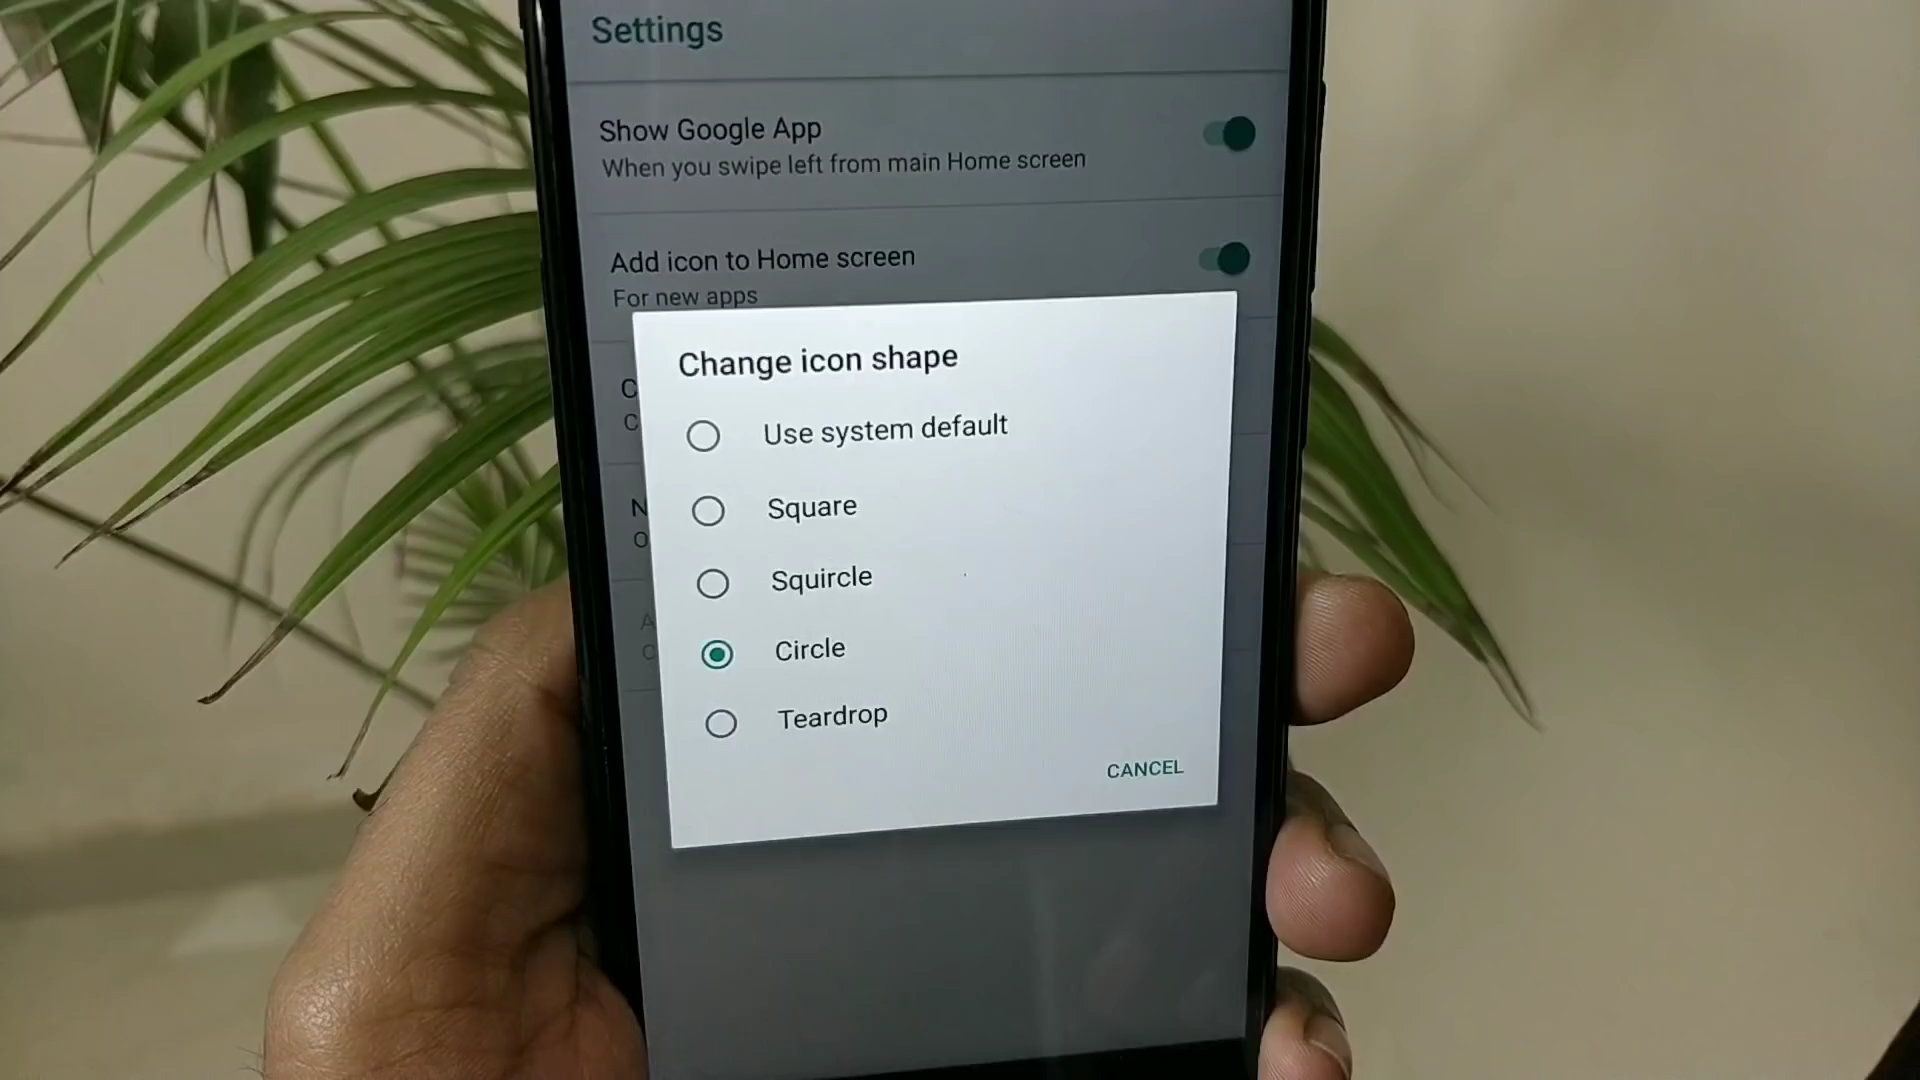 Settings
Show Google App
When you swipe left from main Home screen
Add icon to Home screen
For new apps
Change icon shape
Use system default
Square
Squircle
Circle
Teardrop
CANCEL